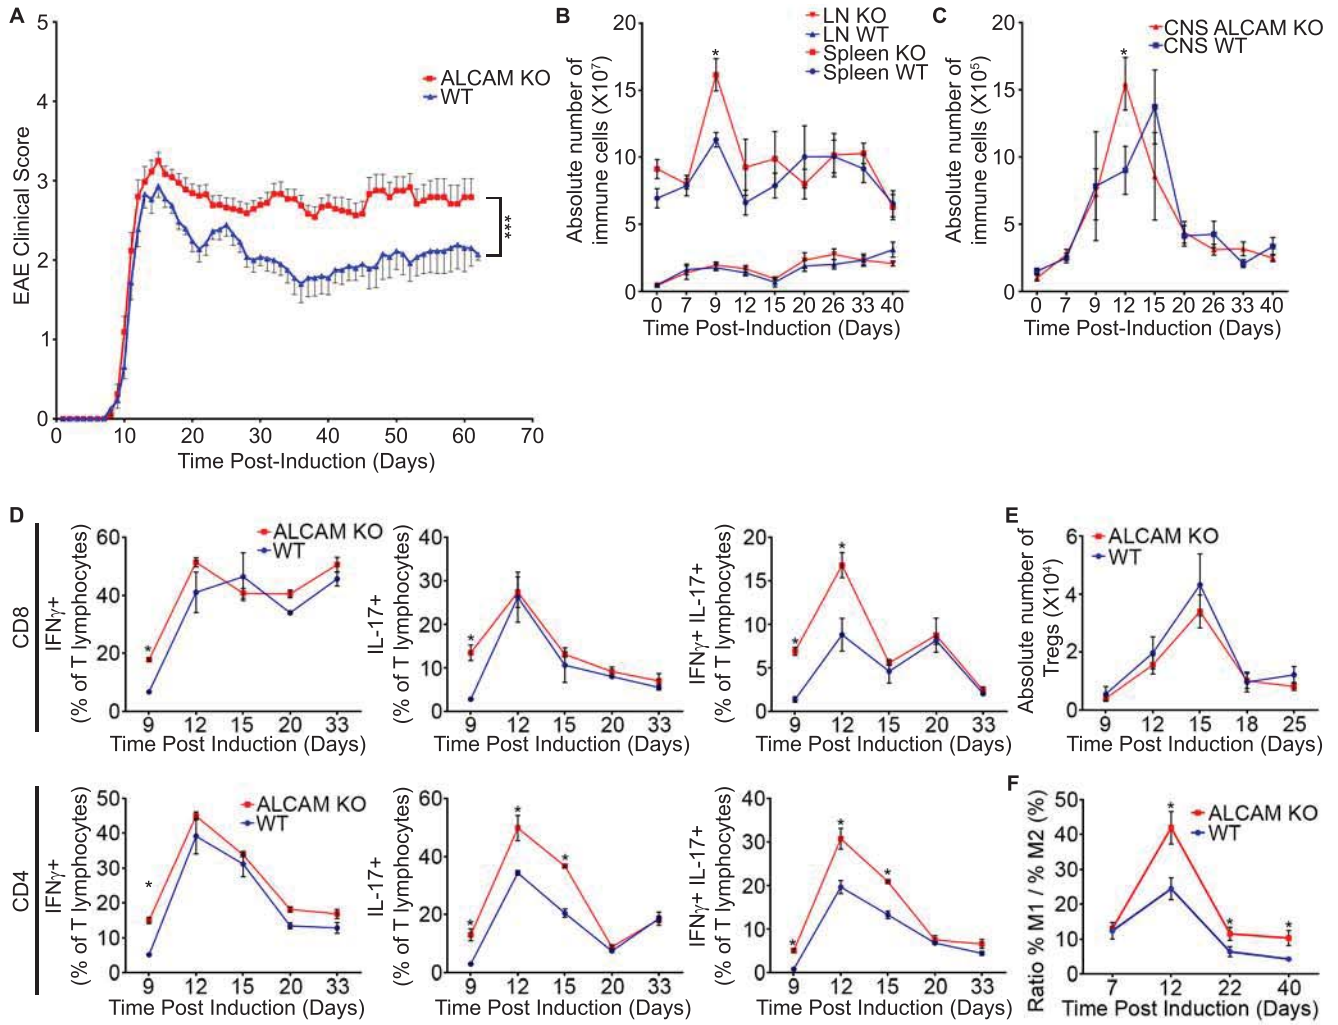 A
5
4
3
2
1
0
EAE Clinical Score
ALCAM KO
WT
***
0 10 20 30 40 50 60 70
Time Post-Induction (Days)
B
20
15
10
5
0
Absolute number of
immune cells (X10⁷)
LN KO
LN WT
Spleen KO
Spleen WT
*
0 7 9 12 15 20 26 33 40
Time Post-Induction (Days)
C
20
15
10
5
0
Absolute number of
immune cells (X10⁵)
CNS ALCAM KO
CNS WT
*
0 7 9 12 15 20 26 33 40
Time Post-Induction (Days)
D
CD8
IFNγ+
(% of T lymphocytes)
60
40
20
0
ALCAM KO
WT
*
9 12 15 20 33
Time Post Induction (Days)
IL-17+
(% of T lymphocytes)
40
30
20
10
0
*
9 12 15 20 33
Time Post Induction (Days)
IFNγ+ IL-17+
(% of T lymphocytes)
20
15
10
5
0
* *
9 12 15 20 33
Time Post Induction (Days)
E
Absolute number of
Tregs (X10⁴)
6
4
2
0
ALCAM KO
WT
9 12 15 18 25
Time Post Induction (Days)
CD4
IFNγ+
(% of T lymphocytes)
50
40
30
20
10
0
ALCAM KO
WT
*
9 12 15 20 33
Time Post Induction (Days)
IL-17+
(% of T lymphocytes)
60
40
20
0
* * *
9 12 15 20 33
Time Post Induction (Days)
IFNγ+ IL-17+
(% of T lymphocytes)
40
30
20
10
0
* * *
9 12 15 20 33
Time Post Induction (Days)
F
Ratio % M1 / % M2 (%)
50
40
30
20
10
0
ALCAM KO
WT
* * *
7 12 22 40
Time Post Induction (Days)